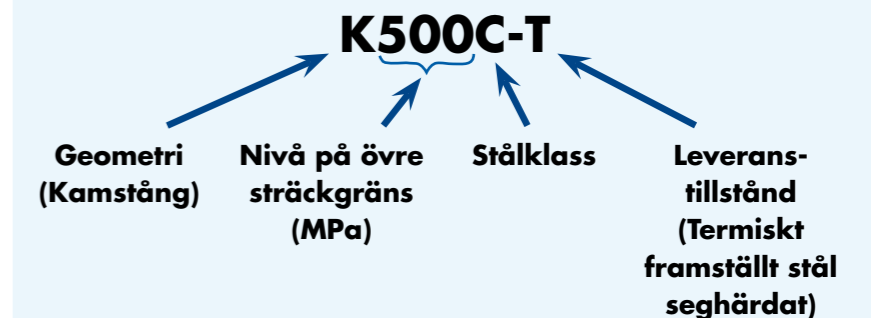 K500C-T
Geometri
(Kamstång)
Nivå på övre
sträckgräns
(MPa)
Stålklass
Leverans-
tillstånd
(Termiskt
framställt stål
seghärdat)